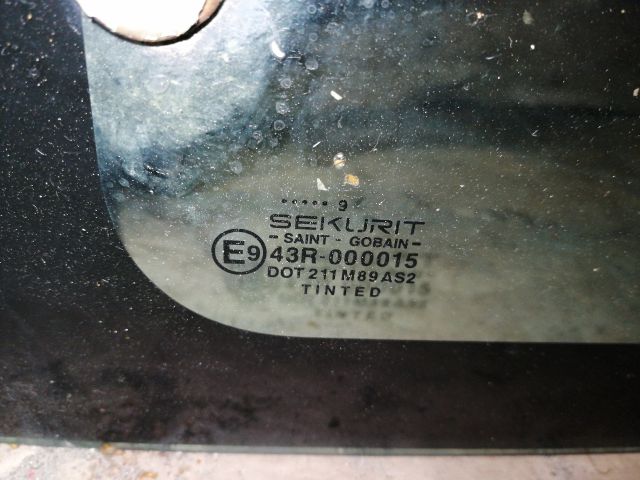 ..... 9
SEKURIT
- SAINT - GOBAIN -
E9 43R-000015
DOT 211 M89 AS2
TINTED